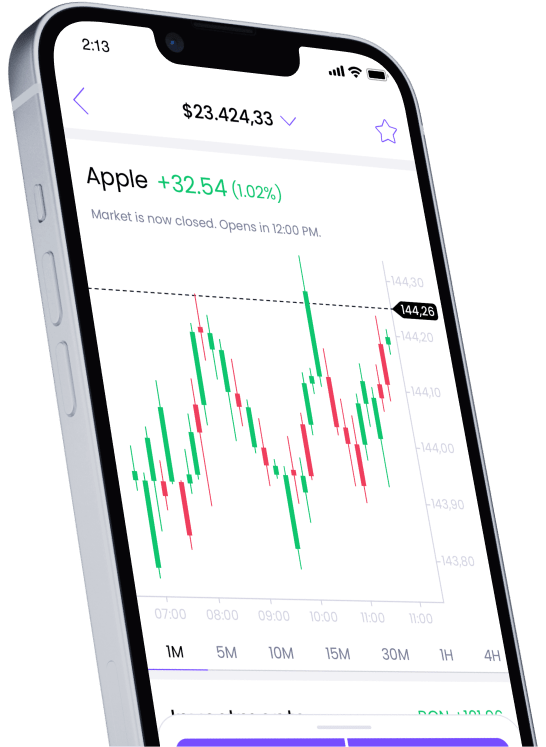 2:13
$23.424,33
Apple +32.54 (1.02%)
Market is now closed. Opens in 12:00 PM.
144,30
144,26
144,20
144,10
144,00
143,90
143,80
07:00 08:00 09:00 10:00 11:00 11:00
1M 5M 10M 15M 30M 1H 4H